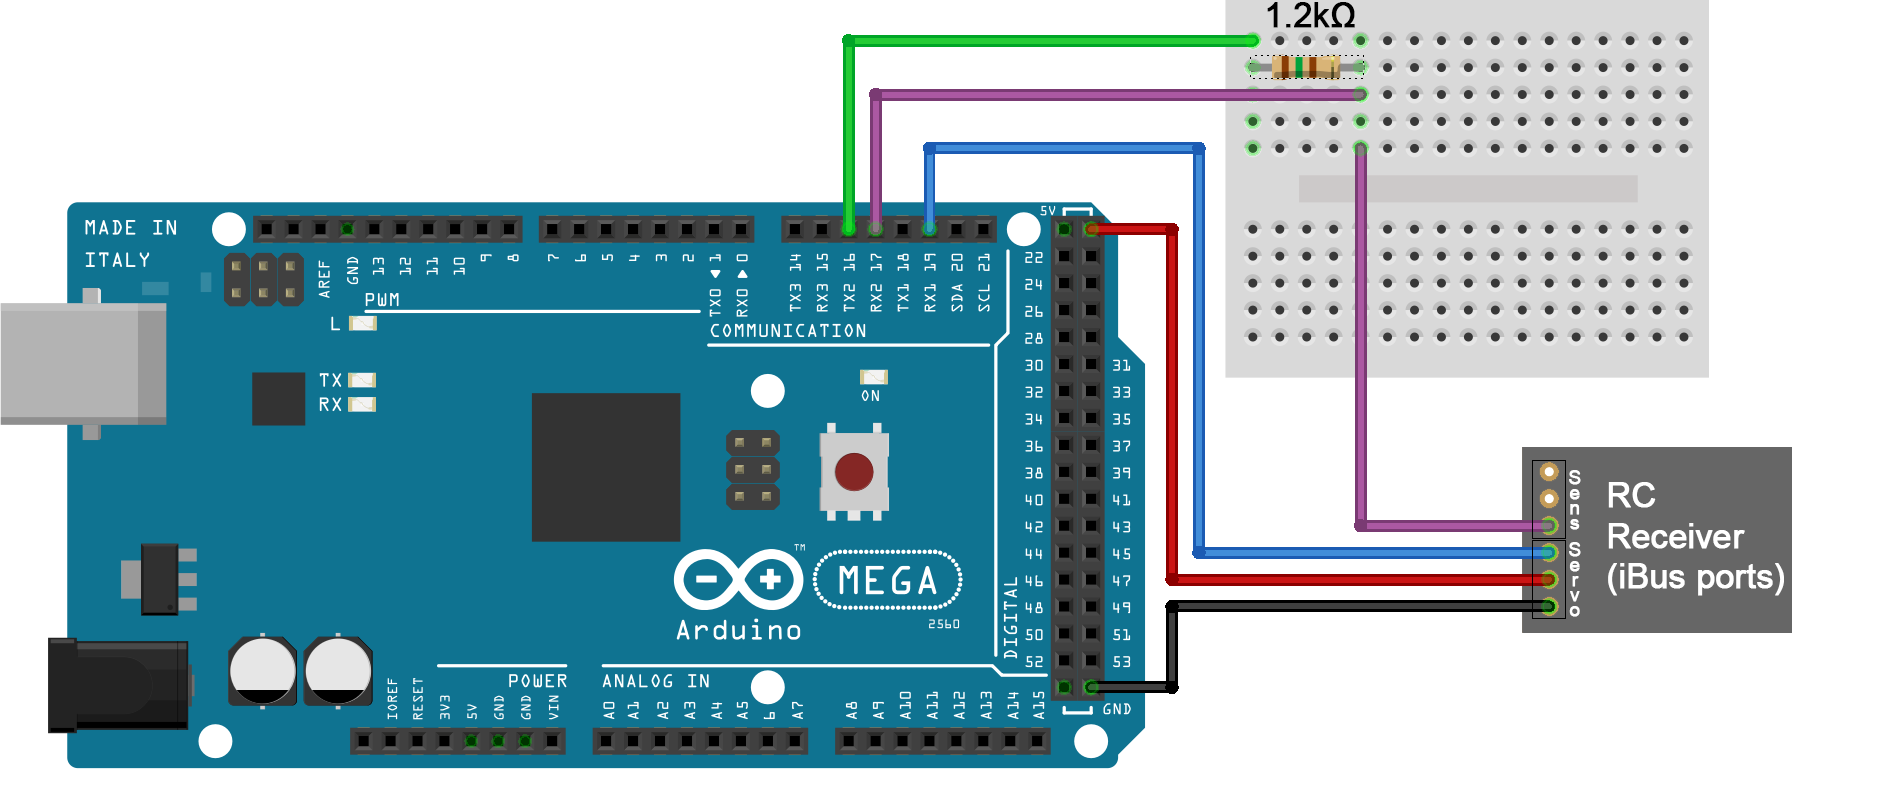 1.2kΩ
MADE IN
ITALY
AREF
GND
13
12
11
10
9
8
7
6
5
4
3
2
TX0 ◀ 1
RX0 ▶ 0
TX3 14
RX3 15
TX2 16
RX2 17
TX1 18
RX1 19
SDA 20
SCL 21
5V
PWM
L
COMMUNICATION
TX
RX
ON
22
24
26
28
30 31
32 33
34 35
36 37
38 39
40 41
42 43
44 45
46 47
48 49
50 51
52 53
GND
DIGITAL
TM
MEGA
Arduino
2560
Sens
Servo
RC
Receiver
(iBus ports)
POWER
ANALOG IN
IOREF
RESET
3V3
5V
GND
GND
VIN
A0
A1
A2
A3
A4
A5
6
A7
A8
A9
A10
A11
A12
A13
A14
A15